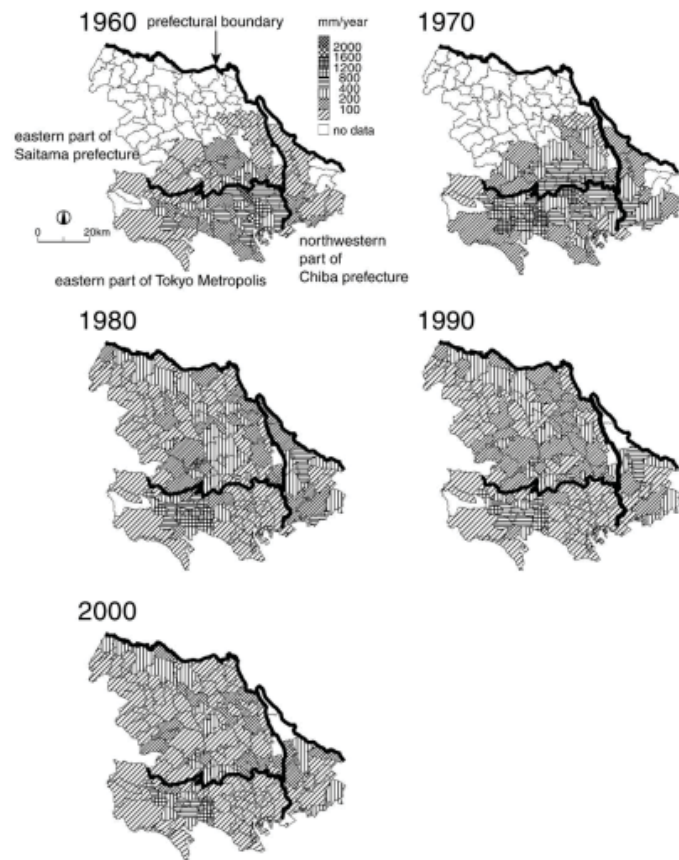 1960
prefectural boundary
mm/year
2000
1600
1200
800
400
200
100
no data
eastern part of
Saitama prefecture
0 20km
eastern part of Tokyo Metropolis
northwestern
part of
Chiba prefecture
1970
1980
1990
2000